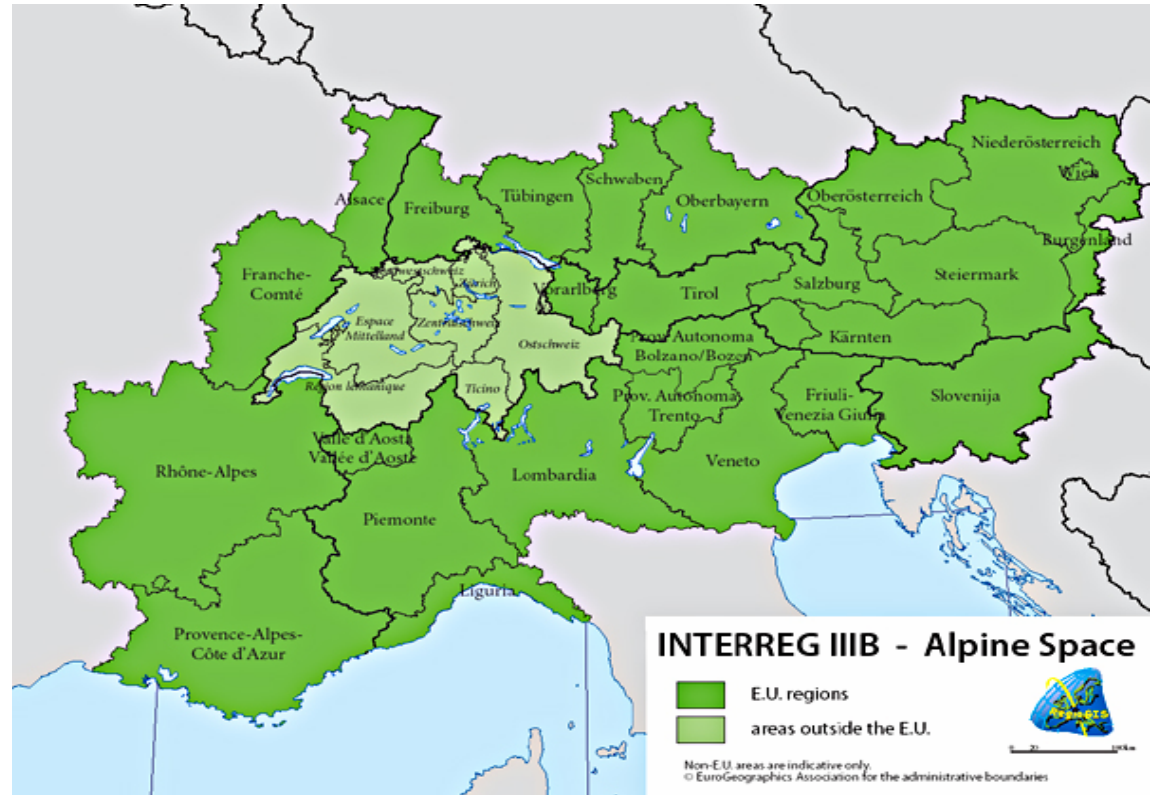 Niederösterreich
Wien
Schwaben
Tübingen
Oberbayern
Oberösterreich
Alsace
Freiburg
Burgenland
Franche-
Comté
Zürich
Vorarlberg
Tirol
Salzburg
Steiermark
Espace
Mittelland
Zentralschweiz
Ostschweiz
Prov. Autonoma
Bolzano/Bozen
Kärnten
Région lémanique
Ticino
Prov. Autonoma
Trento
Friuli-
Venezia Giulia
Slovenija
Valle d'Aosta
Vallée d'Aoste
Rhône-Alpes
Lombardia
Veneto
Piemonte
Liguria
Provence-Alpes-
Côte d'Azur
INTERREG IIIB - Alpine Space
E.U. regions
areas outside the E.U.
RegioGIS
Non-E.U. areas are indicative only.
© EuroGeographics Association for the administrative boundaries